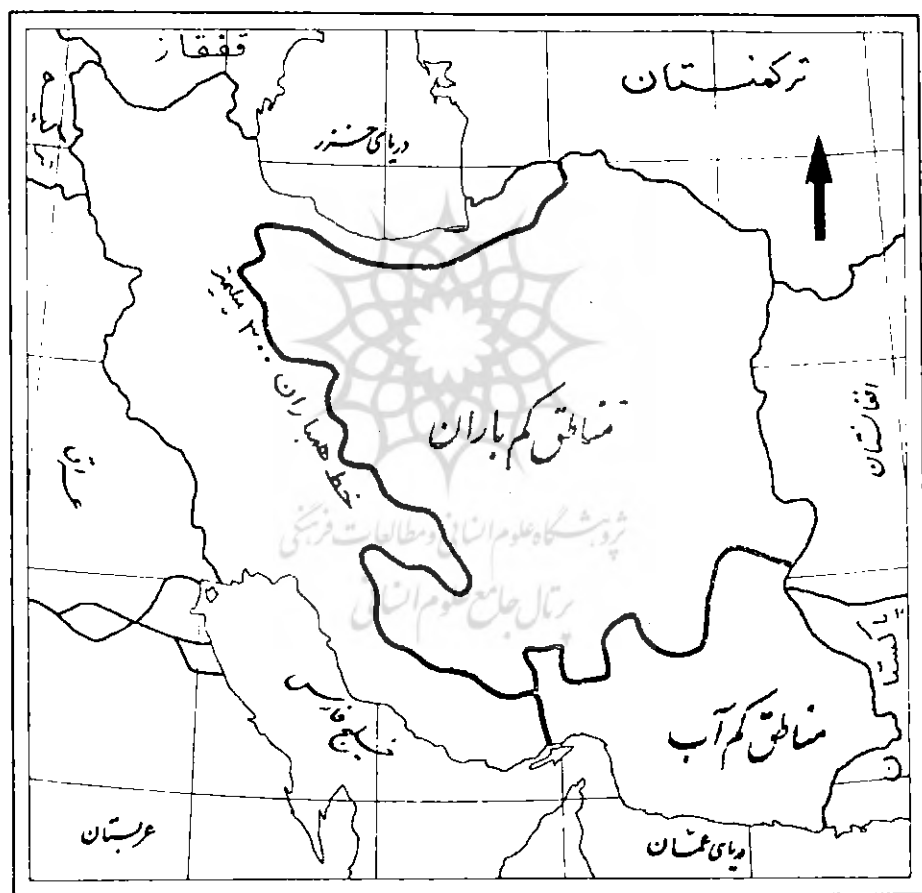 قفقاز
ترکمنستان
دریای خزر
خط همباران ۳۰۰ میلیمتر
مناطق کم باران
افغانستان
عراق
پژوهشگاه علوم انسانی و مطالعات فرهنگی
پرتال جامع علوم انسانی
پاکستان
خلیج فارس
مناطق کم آب
عربستان
دریای عمان